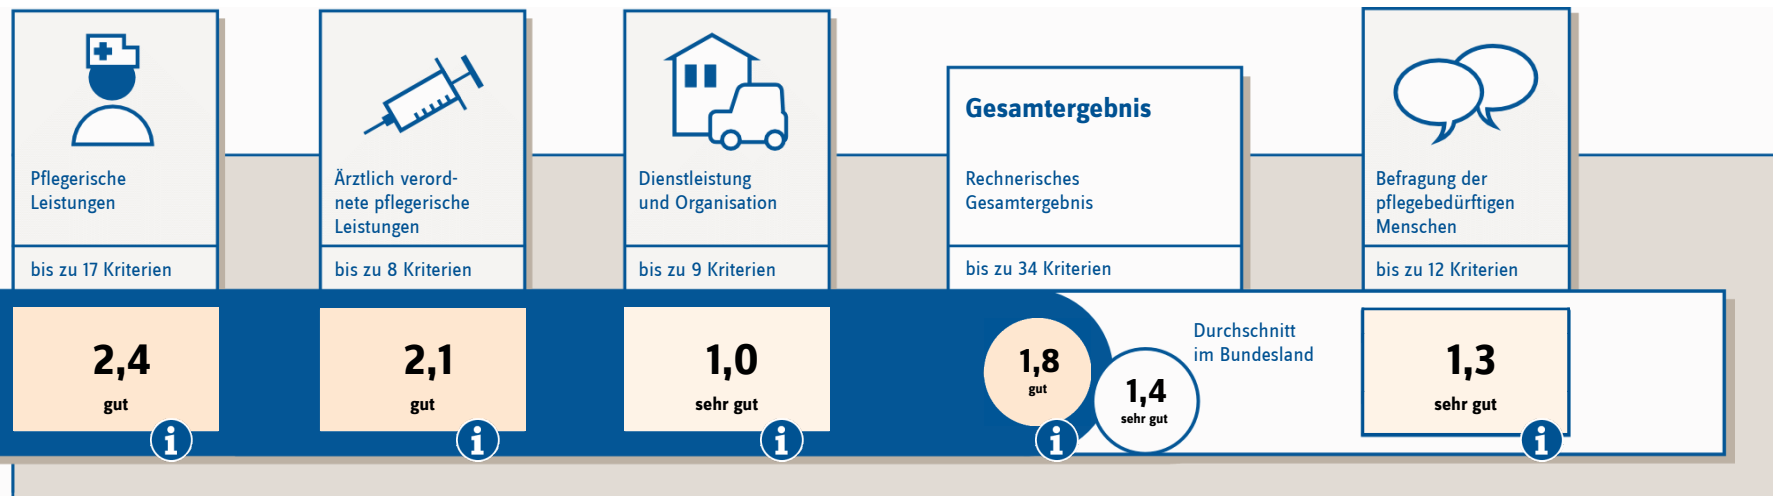 Pflegerische
Leistungen
bis zu 17 Kriterien
2,4
gut
i
Ärztlich verord-
nete pflegerische
Leistungen
bis zu 8 Kriterien
2,1
gut
i
Dienstleistung
und Organisation
bis zu 9 Kriterien
1,0
sehr gut
i
Gesamtergebnis
Rechnerisches
Gesamtergebnis
bis zu 34 Kriterien
1,8
gut
i
1,4
sehr gut
Durchschnitt
im Bundesland
Befragung der
pflegebedürftigen
Menschen
bis zu 12 Kriterien
1,3
sehr gut
i